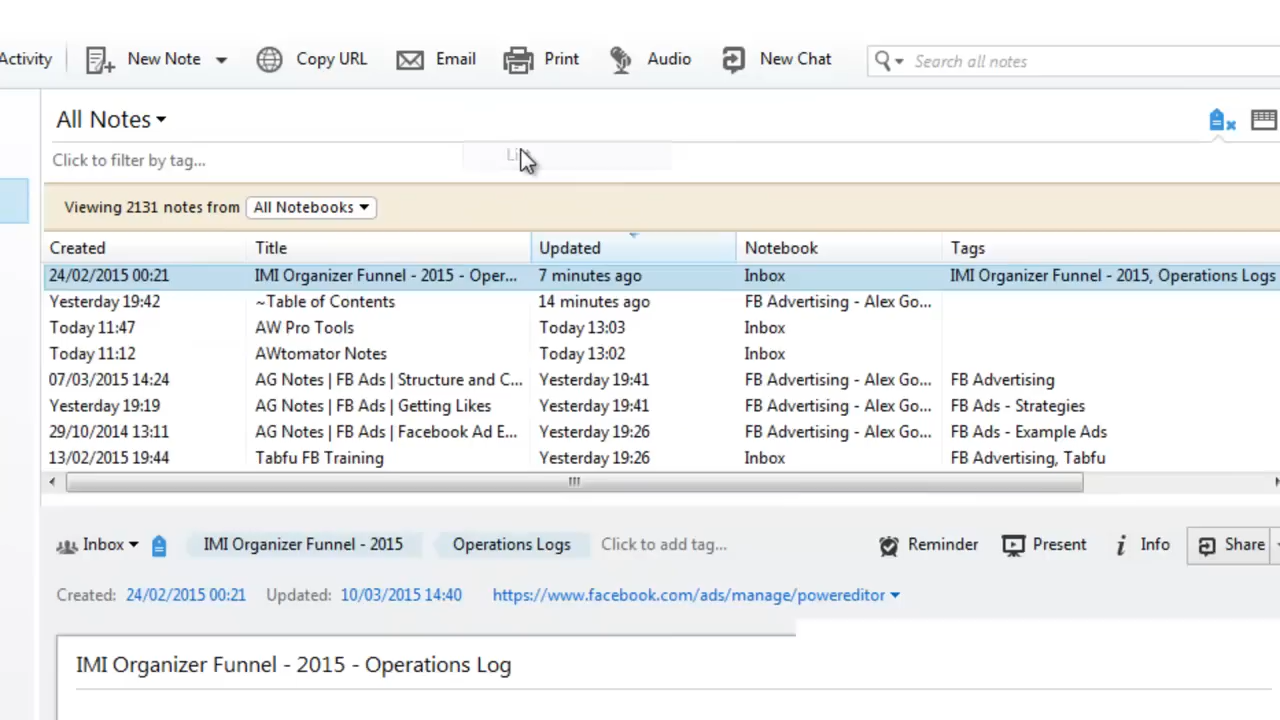 Activity New Note Copy URL Email Print Audio New Chat Search all notes
All Notes
Click to filter by tag...
Viewing 2131 notes from All Notebooks
Created Title Updated Notebook Tags
24/02/2015 00:21 IMI Organizer Funnel - 2015 - Oper... 7 minutes ago Inbox IMI Organizer Funnel - 2015, Operations Logs
Yesterday 19:42 ~Table of Contents 14 minutes ago FB Advertising - Alex Go...
Today 11:47 AW Pro Tools Today 13:03 Inbox
Today 11:12 AWtomator Notes Today 13:02 Inbox
07/03/2015 14:24 AG Notes | FB Ads | Structure and C... Yesterday 19:41 FB Advertising - Alex Go... FB Advertising
Yesterday 19:19 AG Notes | FB Ads | Getting Likes Yesterday 19:41 FB Advertising - Alex Go... FB Ads - Strategies
29/10/2014 13:11 AG Notes | FB Ads | Facebook Ad E... Yesterday 19:26 FB Advertising - Alex Go... FB Ads - Example Ads
13/02/2015 19:44 Tabfu FB Training Yesterday 19:26 Inbox FB Advertising, Tabfu
Inbox IMI Organizer Funnel - 2015 Operations Logs Click to add tag... Reminder Present Info Share
Created: 24/02/2015 00:21 Updated: 10/03/2015 14:40 https://www.facebook.com/ads/manage/powereditor
IMI Organizer Funnel - 2015 - Operations Log